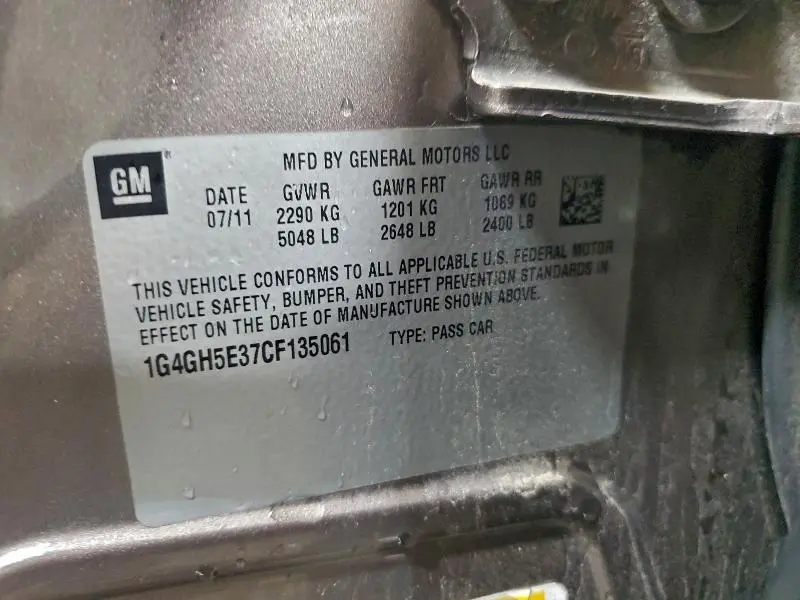 GM
MFD BY GENERAL MOTORS LLC
DATE GVWR GAWR FRT GAWR RR
07/11 2290 KG 1201 KG 1089 KG
5048 LB 2648 LB 2400 LB
THIS VEHICLE CONFORMS TO ALL APPLICABLE U.S. FEDERAL MOTOR
VEHICLE SAFETY, BUMPER, AND THEFT PREVENTION STANDARDS IN
EFFECT ON THE DATE OF MANUFACTURE SHOWN ABOVE.
1G4GH5E37CF135061 TYPE: PASS CAR